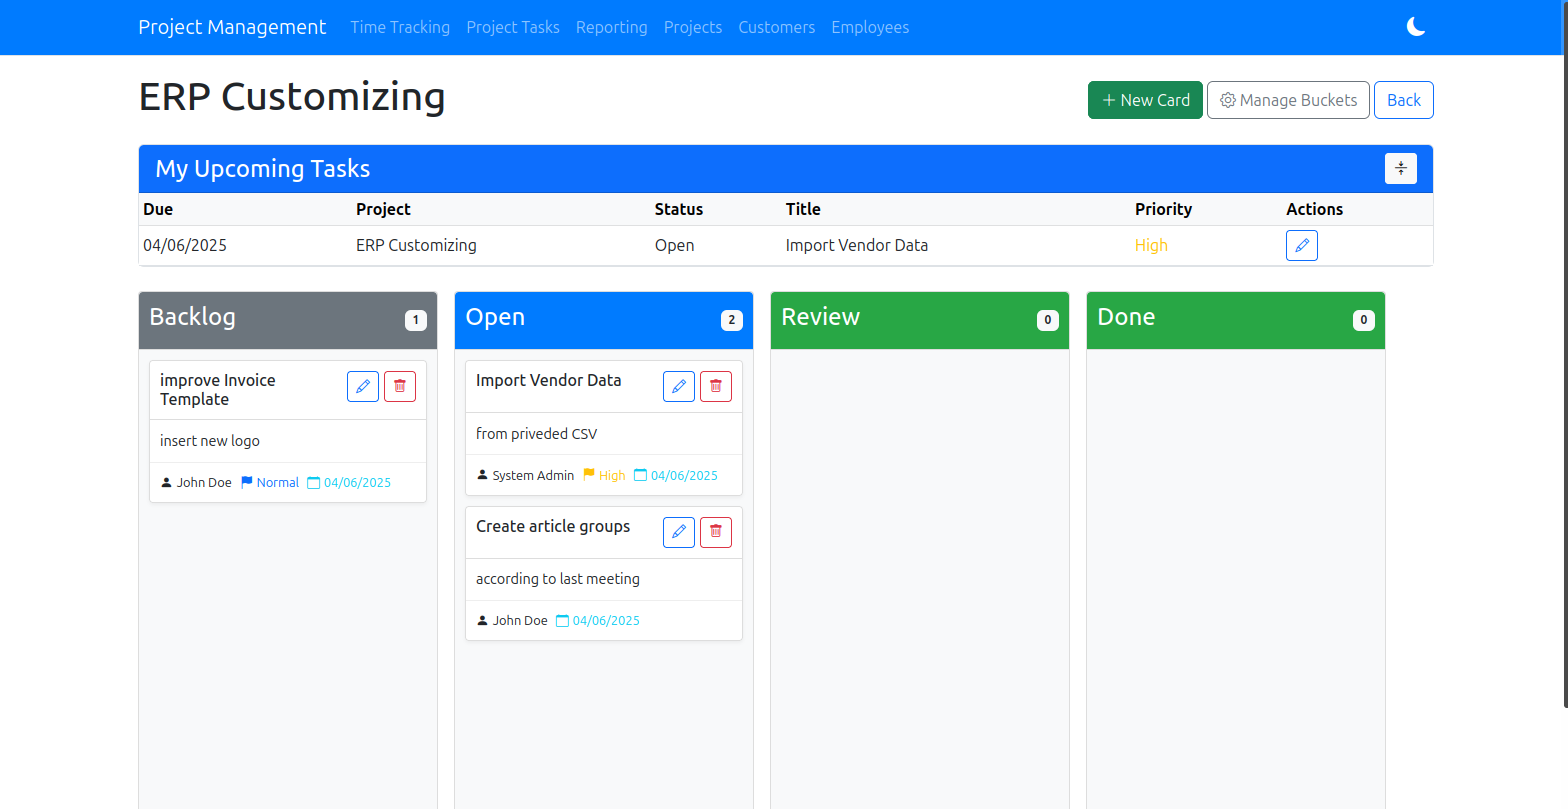 Project Management Time Tracking Project Tasks Reporting Projects Customers Employees
ERP Customizing
New Card Manage Buckets Back
My Upcoming Tasks
Due Project Status Title Priority Actions
04/06/2025 ERP Customizing Open Import Vendor Data High
Backlog 1
improve Invoice
Template
insert new logo
John Doe Normal 04/06/2025
Open 2
Import Vendor Data
from priveded CSV
System Admin High 04/06/2025
Create article groups
according to last meeting
John Doe 04/06/2025
Review 0
Done 0